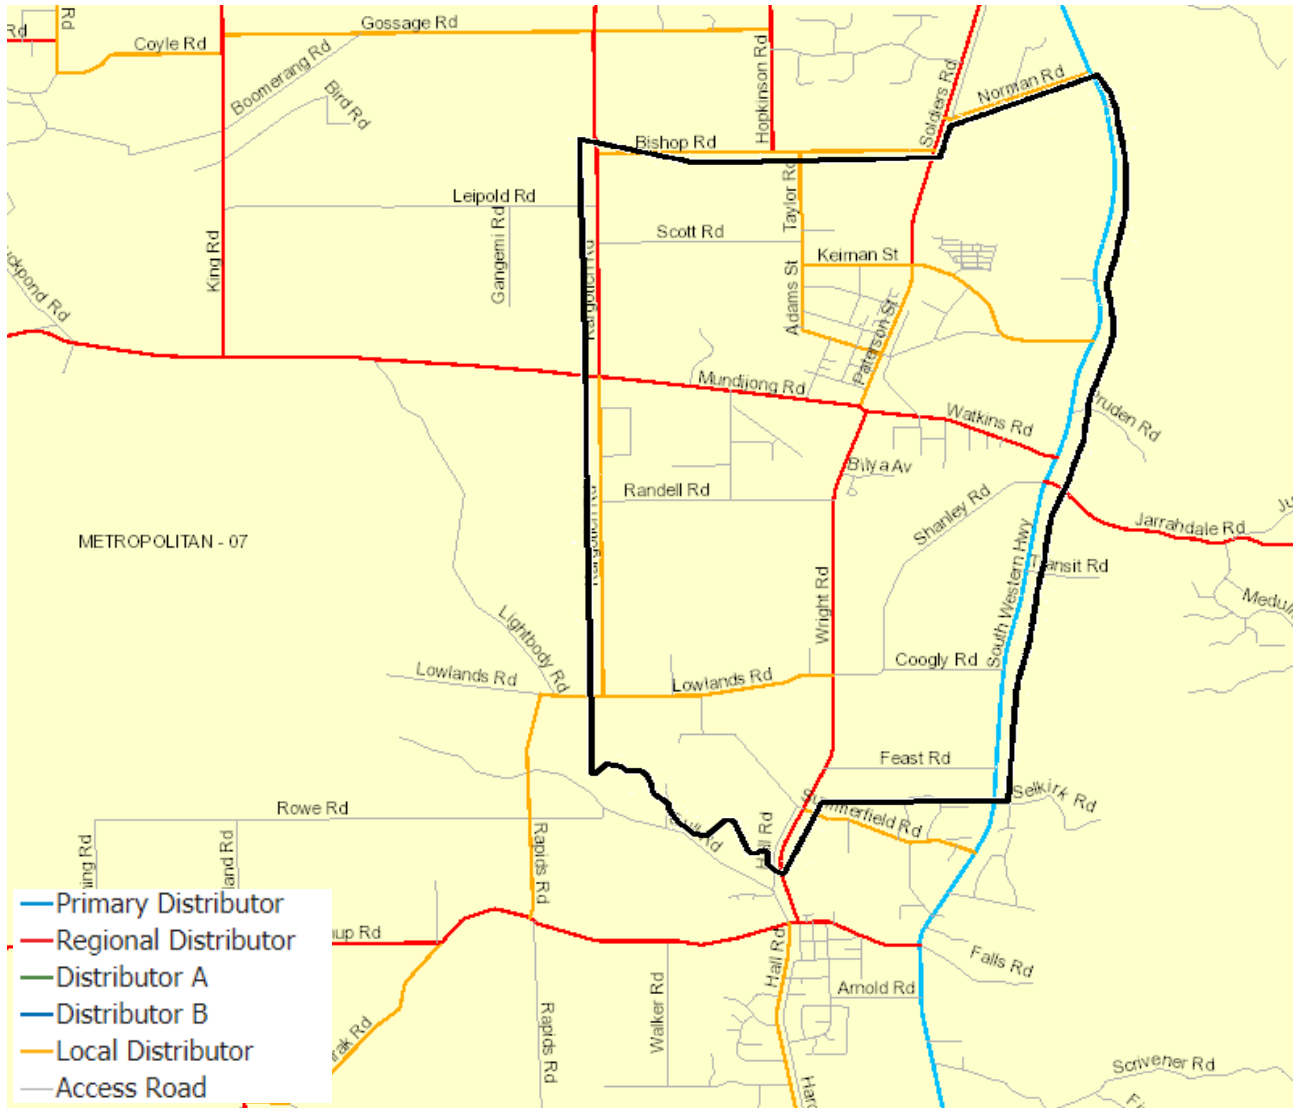 Rd
Rd
Coyle Rd
Gossage Rd
Boomerang Rd
Bird Rd
Hopkinson Rd
Soldiers Rd
Norman Rd
Bishop Rd
Leipold Rd
Gangemi Rd
King Rd
Taylor Rd
Scott Rd
Keirnan St
Adams St
Paterson St
Mundijong Rd
Watkins Rd
Bilya Av
Randell Rd
Shanley Rd
Jarrahdale Rd
METROPOLITAN - 07
South Western Hwy
Wright Rd
Lightbody Rd
Lowlands Rd
Lowlands Rd
Coogly Rd
Feast Rd
Selkirk Rd
Summerfield Rd
Rowe Rd
Rapids Rd
Hall Rd
Hall Rd
Falls Rd
Arnold Rd
Walker Rd
Rapids Rd
Scrivener Rd
Primary Distributor
Regional Distributor
Distributor A
Distributor B
Local Distributor
Access Road